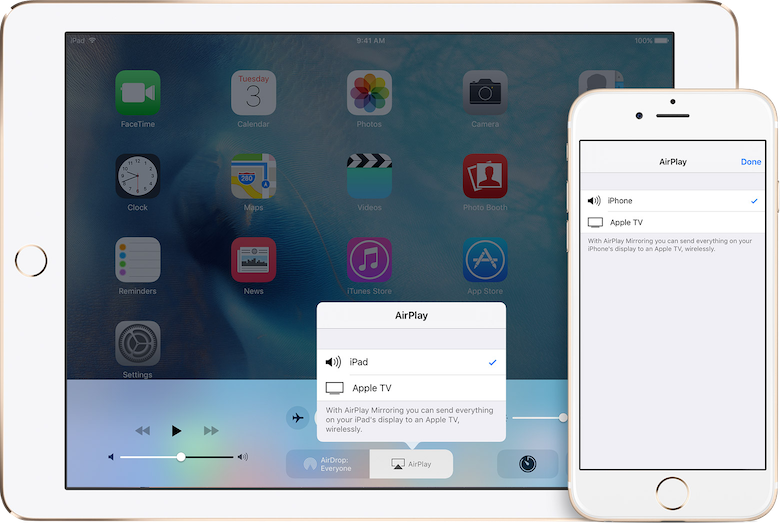 iPad 9:41 AM 100%
Tuesday
3
FaceTime Calendar Photos Camera
280
Clock Maps Videos Photo Booth
Reminders News iTunes Store App Store
Settings
AirPlay
iPad
Apple TV
With AirPlay Mirroring you can send everything
on your iPad's display to an Apple TV,
wirelessly.
AirDrop:
Everyone
AirPlay
AirPlay Done
iPhone
Apple TV
With AirPlay Mirroring you can send everything on your
iPhone's display to an Apple TV, wirelessly.